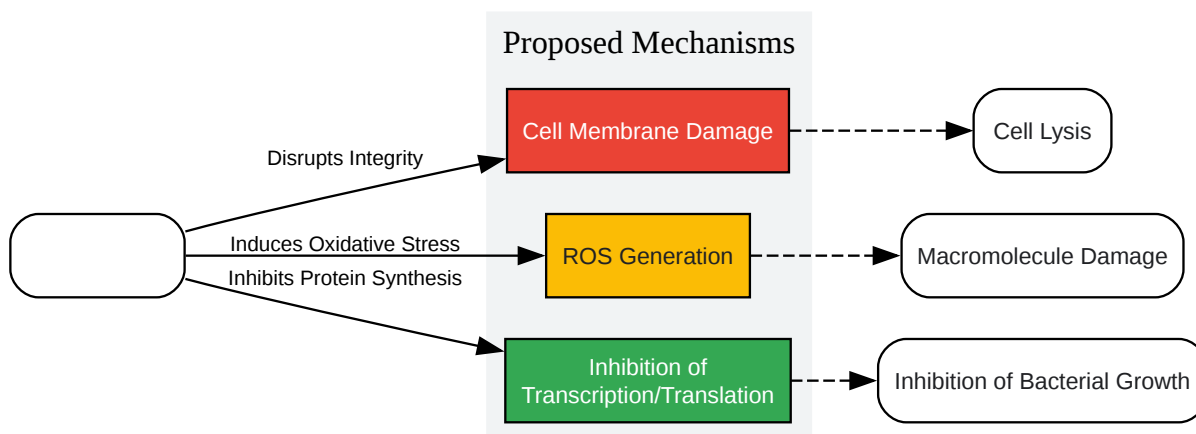 Proposed Mechanisms
Disrupts Integrity
Cell Membrane Damage
Cell Lysis
Induces Oxidative Stress
ROS Generation
Macromolecule Damage
Inhibits Protein Synthesis
Inhibition of
Transcription/Translation
Inhibition of Bacterial Growth